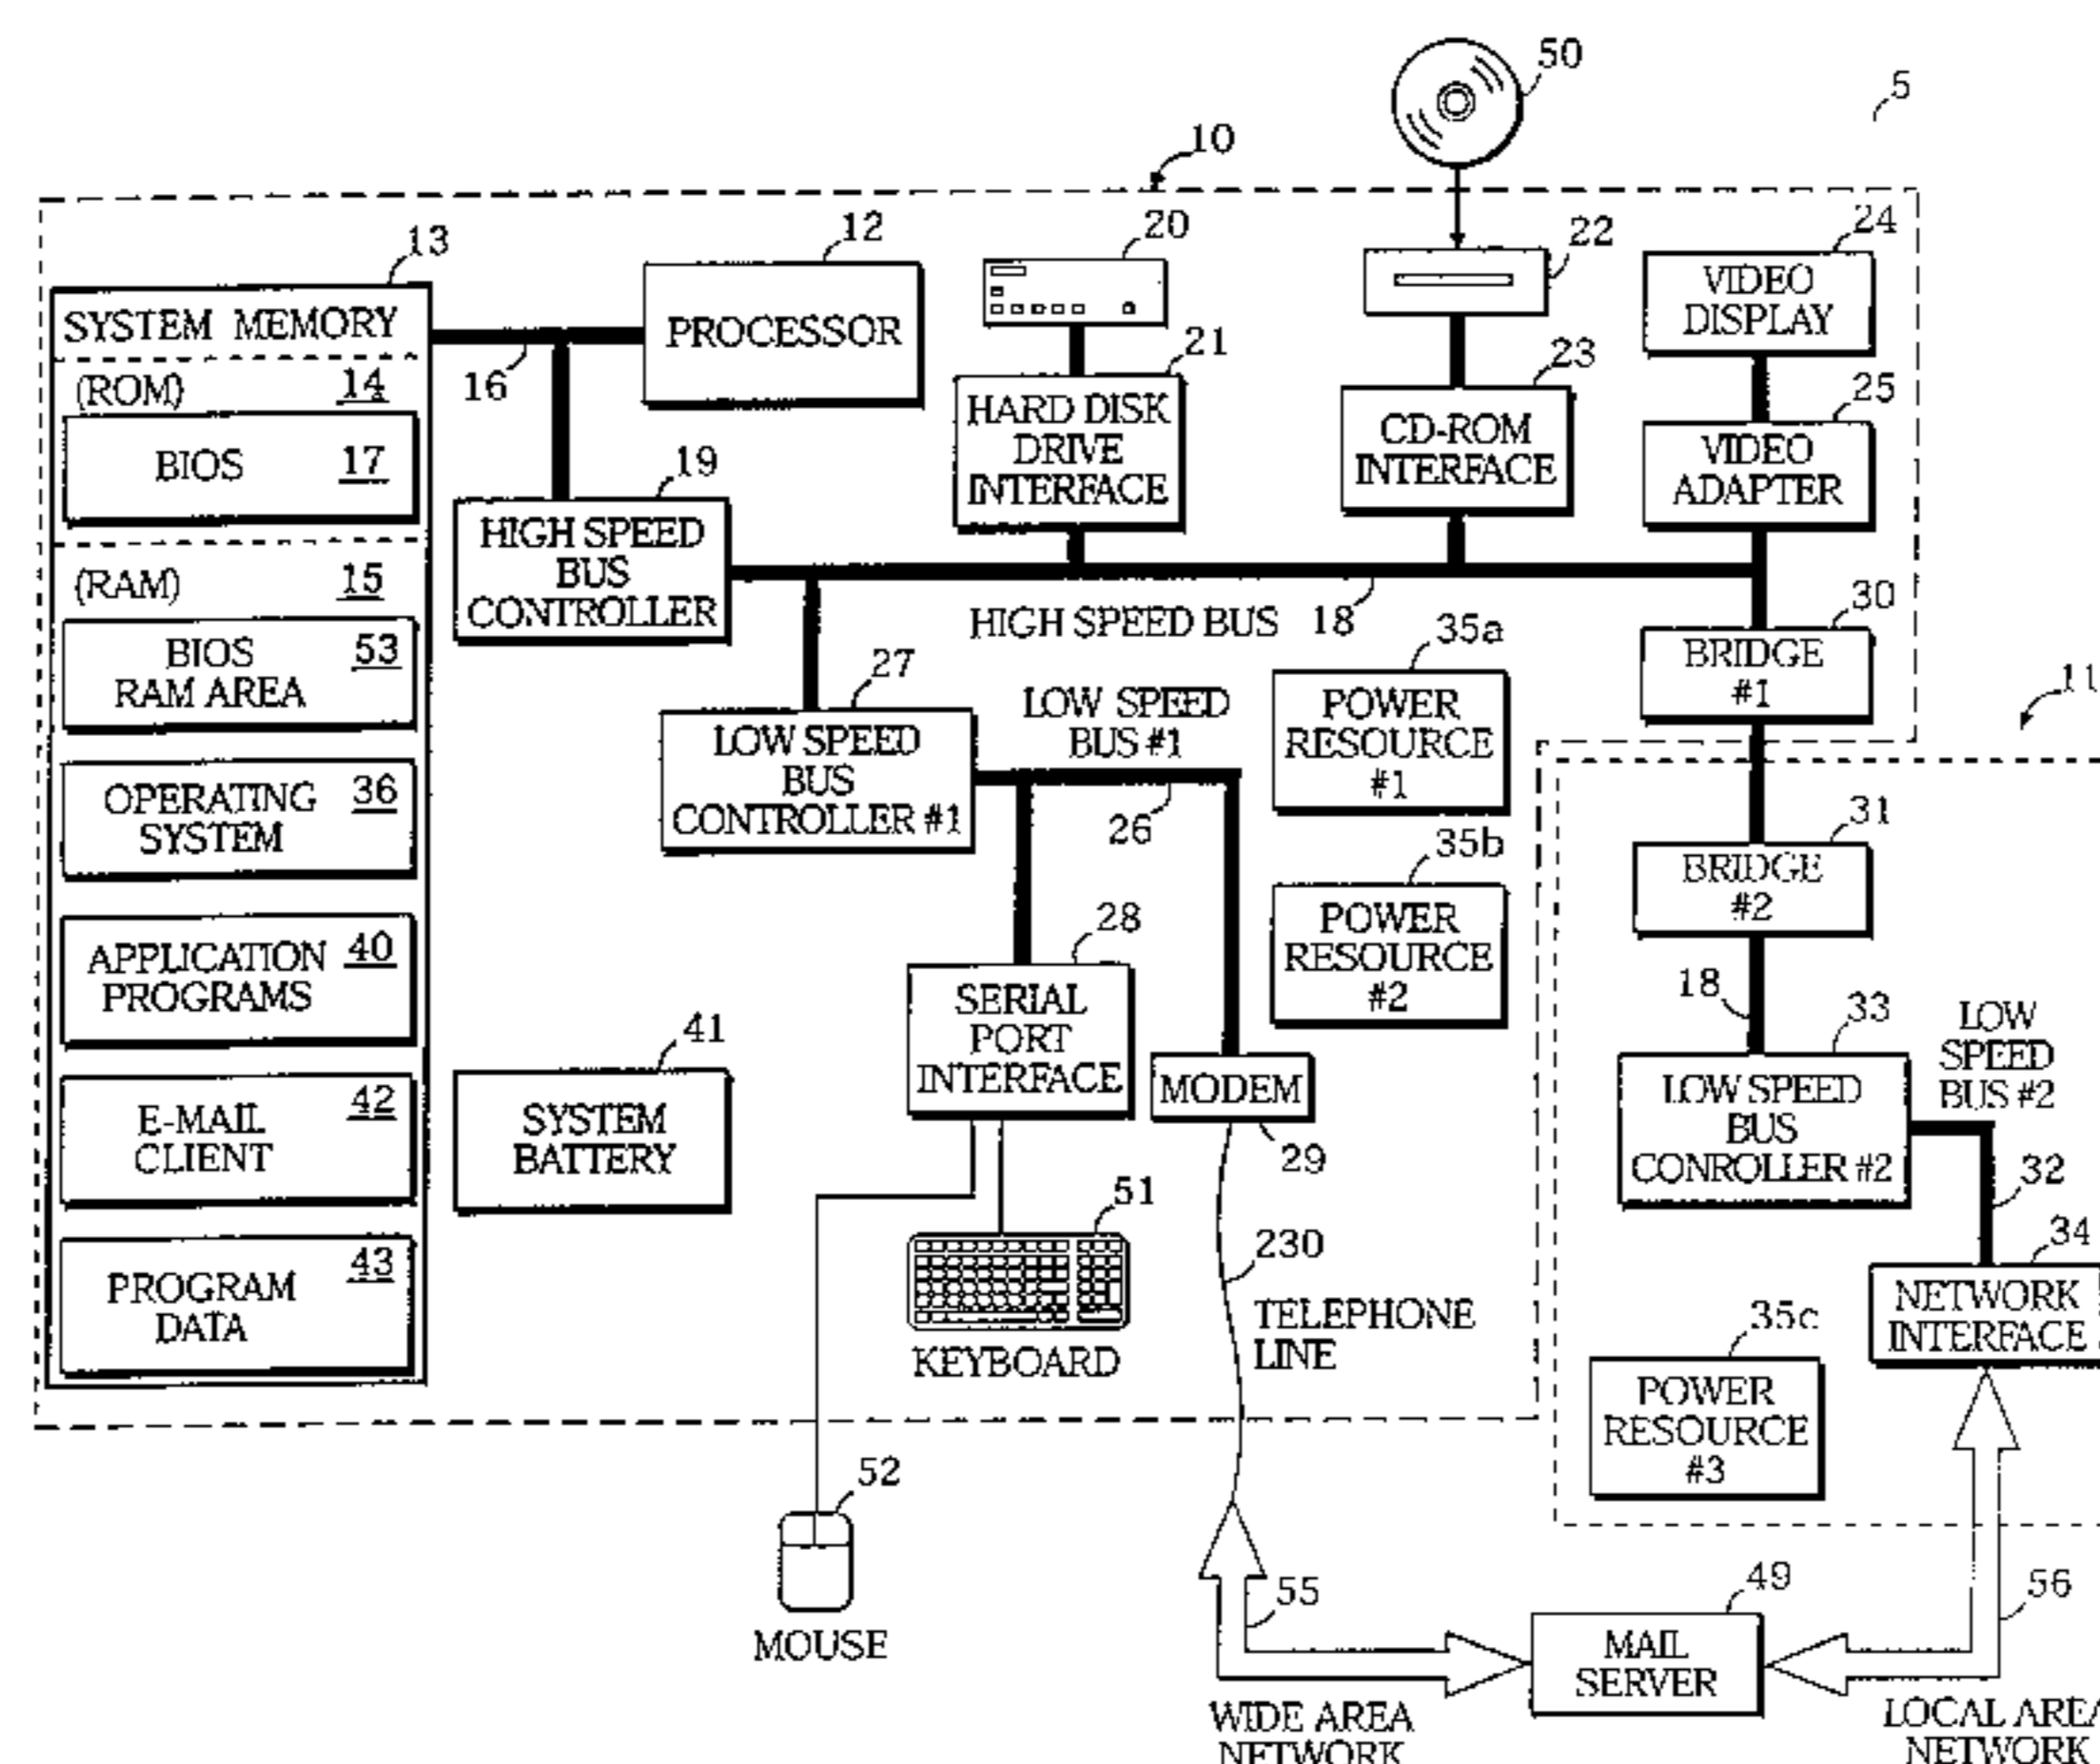 50
5
10
13
12
20
22
24
SYSTEM MEMORY
PROCESSOR
VIDEO
DISPLAY
(ROM) 14
16
21
23
25
BIOS 17
HARD DISK
DRIVE
INTERFACE
CD-ROM
INTERFACE
VIDEO
ADAPTER
19
HIGH SPEED
BUS
CONTROLLER
(RAM) 15
HIGH SPEED BUS 18
35a
30
BIOS 53
RAM AREA
27
LOW SPEED
BUS #1
POWER
RESOURCE
#1
BRIDGE
#1
11
LOW SPEED
BUS
CONTROLLER #1
26
OPERATING 36
SYSTEM
35b
31
BRIDGE
#2
POWER
RESOURCE
#2
APPLICATION 40
PROGRAMS
28
SERIAL
PORT
INTERFACE
18
33
LOW
SPEED
BUS #2
41
MODEM
29
LOW SPEED
BUS
CONROLLER #2
E-MAIL 42
CLIENT
SYSTEM
BATTERY
32
51
230
34
PROGRAM 43
DATA
TELEPHONE
LINE
NETWORK
INTERFACE
KEYBOARD
35c
POWER
RESOURCE
#3
52
MOUSE
55
49
56
MAIL
SERVER
WIDE AREA
NETWORK
LOCAL AREA
NETWORK